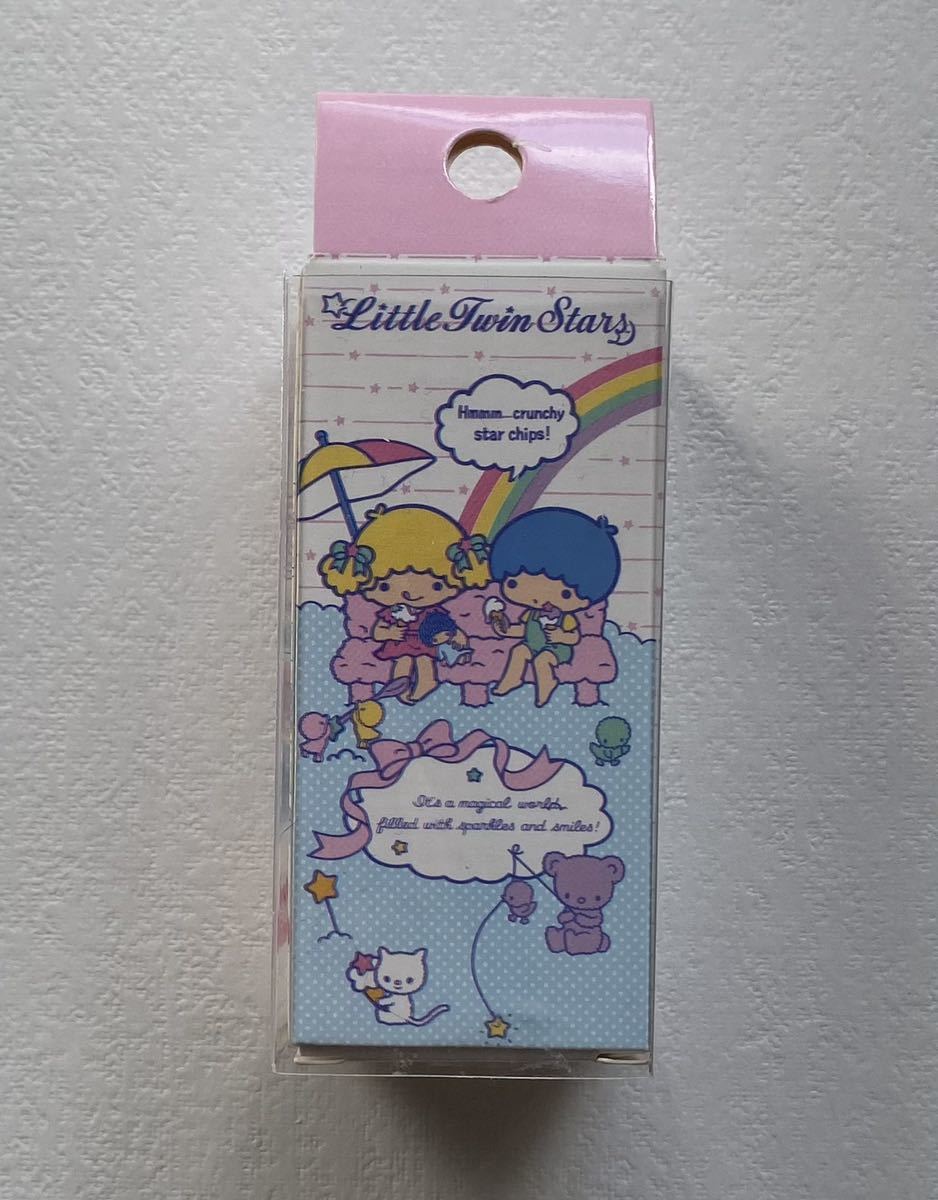 Little Twin Stars
Hmmm...crunchy
star chips!
It's a magical world,
filled with sparkles and smiles!